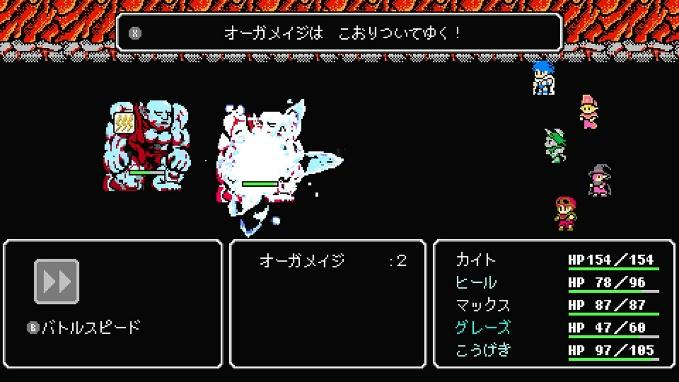 Ⓧ オーガメイジは こおりついてゆく！
オーガメイジ :2
Ⓑバトルスピード
カイト HP154／154
ヒール HP 78／96
マックス HP 87／87
グレーズ HP 47／60
こうげき HP 97／105